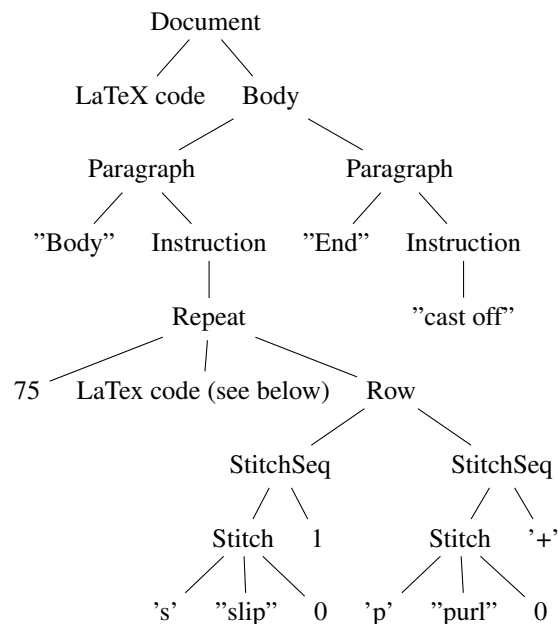 Document
LaTeX code Body
Paragraph Paragraph
”Body” Instruction ”End” Instruction
Repeat ”cast off”
75 LaTex code (see below) Row
StitchSeq StitchSeq
Stitch 1 Stitch ’+’
’s’ ”slip” 0 ’p’ ”purl” 0